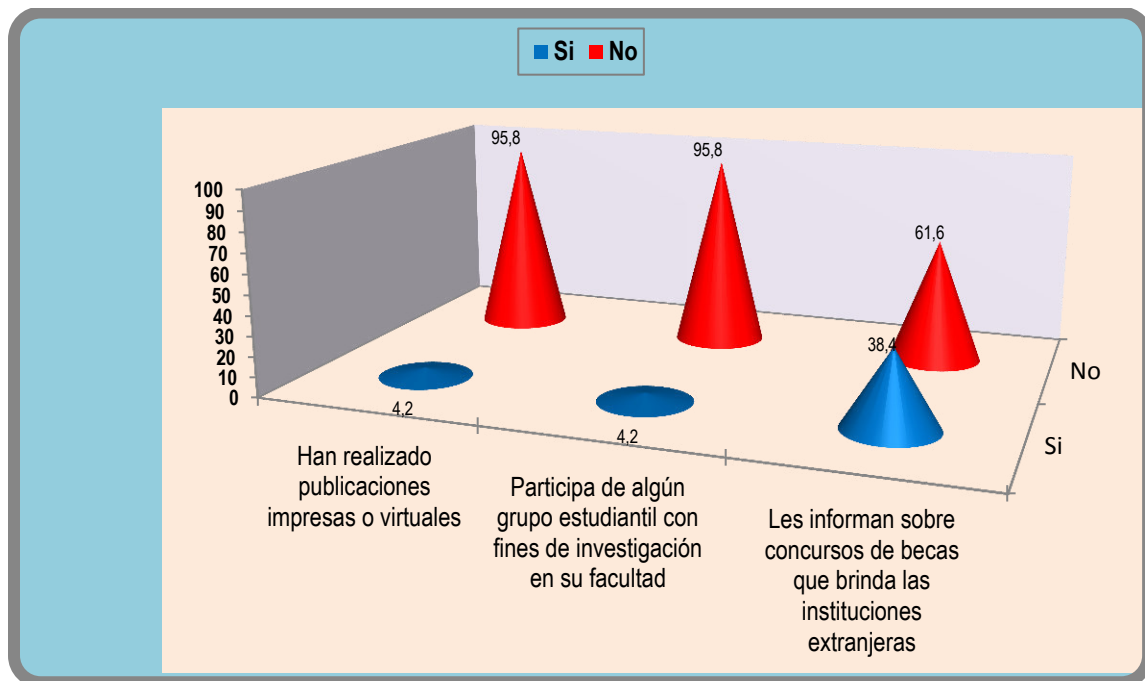 Si No
95,8
95,8
61,6
38,4
4,2
4,2
100
90
80
70
60
50
40
30
20
10
0
No
Si
Han realizado
publicaciones
impresas o virtuales
Participa de algún
grupo estudiantil con
fines de investigación
en su facultad
Les informan sobre
concursos de becas
que brinda las
instituciones
extranjeras